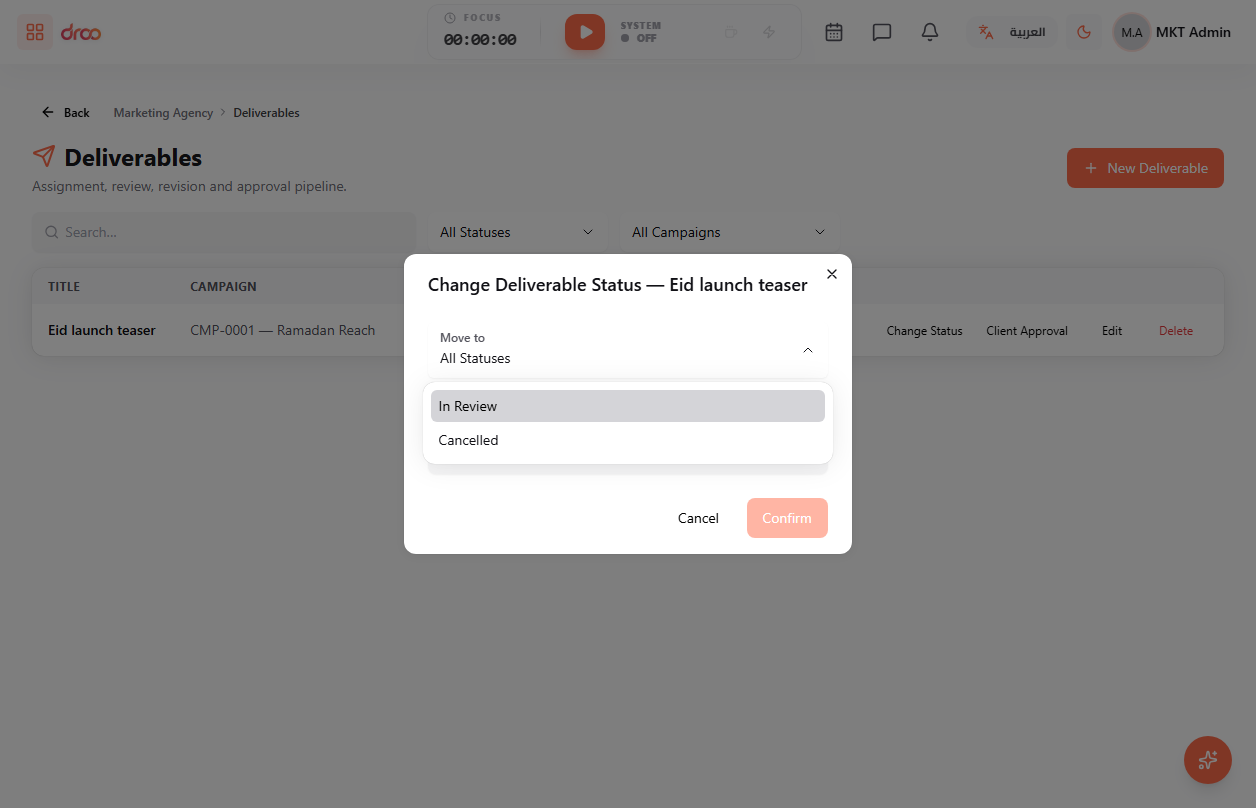 droo
FOCUS
00:00:00
SYSTEM
OFF
العربية
M.A
MKT Admin
Back
Marketing Agency
Deliverables
Deliverables
Assignment, review, revision and approval pipeline.
New Deliverable
Search...
All Statuses
All Campaigns
TITLE
CAMPAIGN
Eid launch teaser
CMP-0001 — Ramadan Reach
Change Status
Client Approval
Edit
Delete
Change Deliverable Status — Eid launch teaser
Move to
All Statuses
In Review
Cancelled
Cancel
Confirm